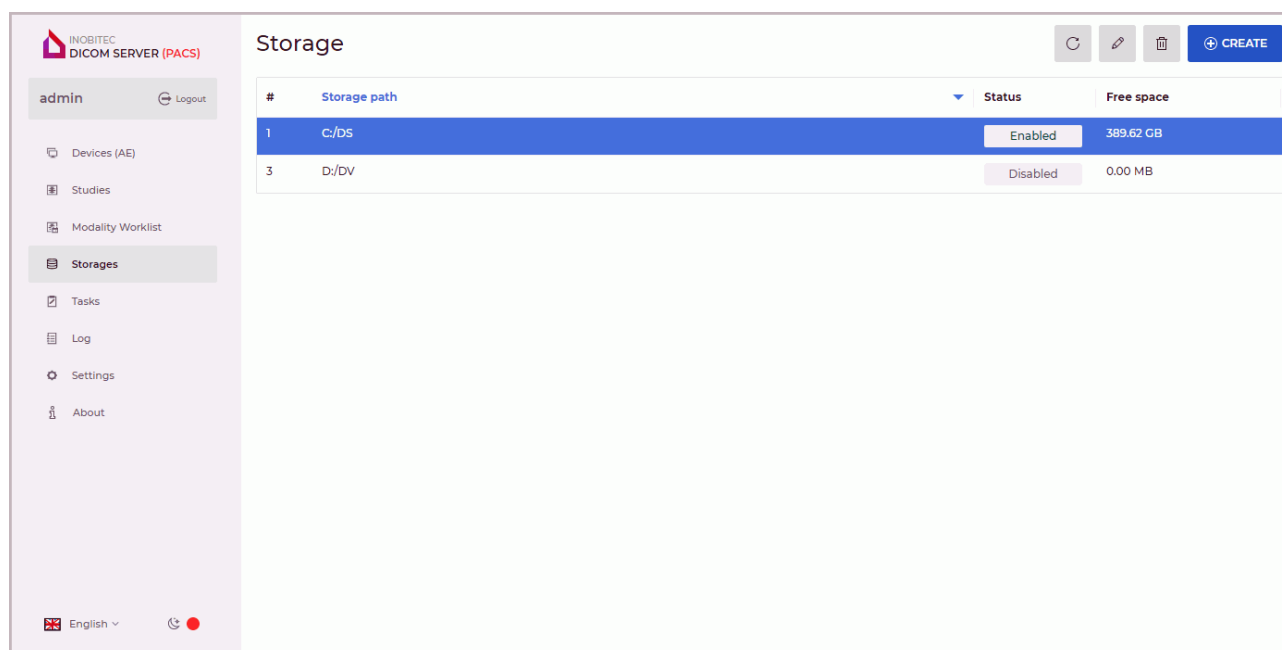 INOBITEC
DICOM SERVER (PACS)
admin Logout
Devices (AE)
Studies
Modality Worklist
Storages
Tasks
Log
Settings
About
English
Storage
CREATE
# Storage path Status Free space
1 C:/DS Enabled 389.62 GB
3 D:/DV Disabled 0.00 MB